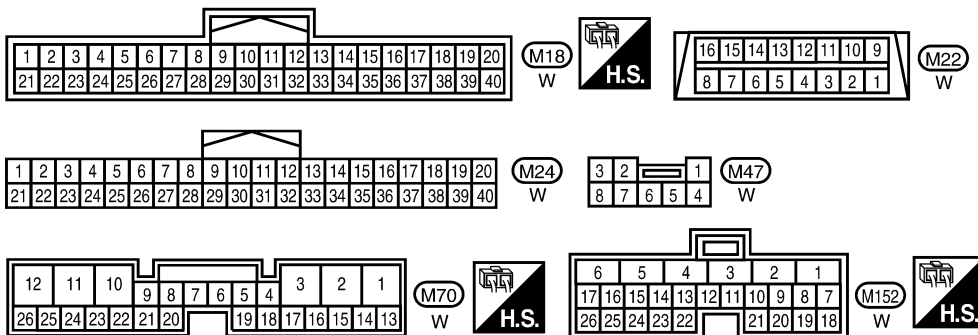 1 2 3 4 5 6 7 8 9 10 11 12 13 14 15 16 17 18 19 20
21 22 23 24 25 26 27 28 29 30 31 32 33 34 35 36 37 38 39 40
M18
W
H.S.
16 15 14 13 12 11 10 9
8 7 6 5 4 3 2 1
M22
W
1 2 3 4 5 6 7 8 9 10 11 12 13 14 15 16 17 18 19 20
21 22 23 24 25 26 27 28 29 30 31 32 33 34 35 36 37 38 39 40
M24
W
3 2 1
8 7 6 5 4
M47
W
12 11 10 3 2 1
9 8 7 6 5 4
26 25 24 23 22 21 20 19 18 17 16 15 14 13
M70
W
H.S.
6 5 4 3 2 1
17 16 15 14 13 12 11 10 9 8 7
26 25 24 23 22 21 20 19 18
M152
W
H.S.